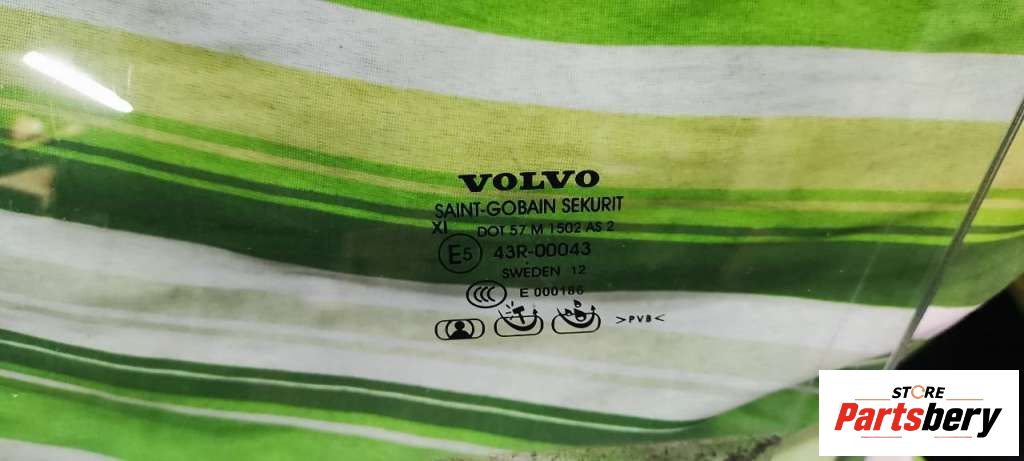 VOLVO
SAINT-GOBAIN SEKURIT
XI DOT 57 M 1502 AS 2
E5 43R-00043
SWEDEN 12
CCC E 000186
>PVB<
STORE
Partsbery